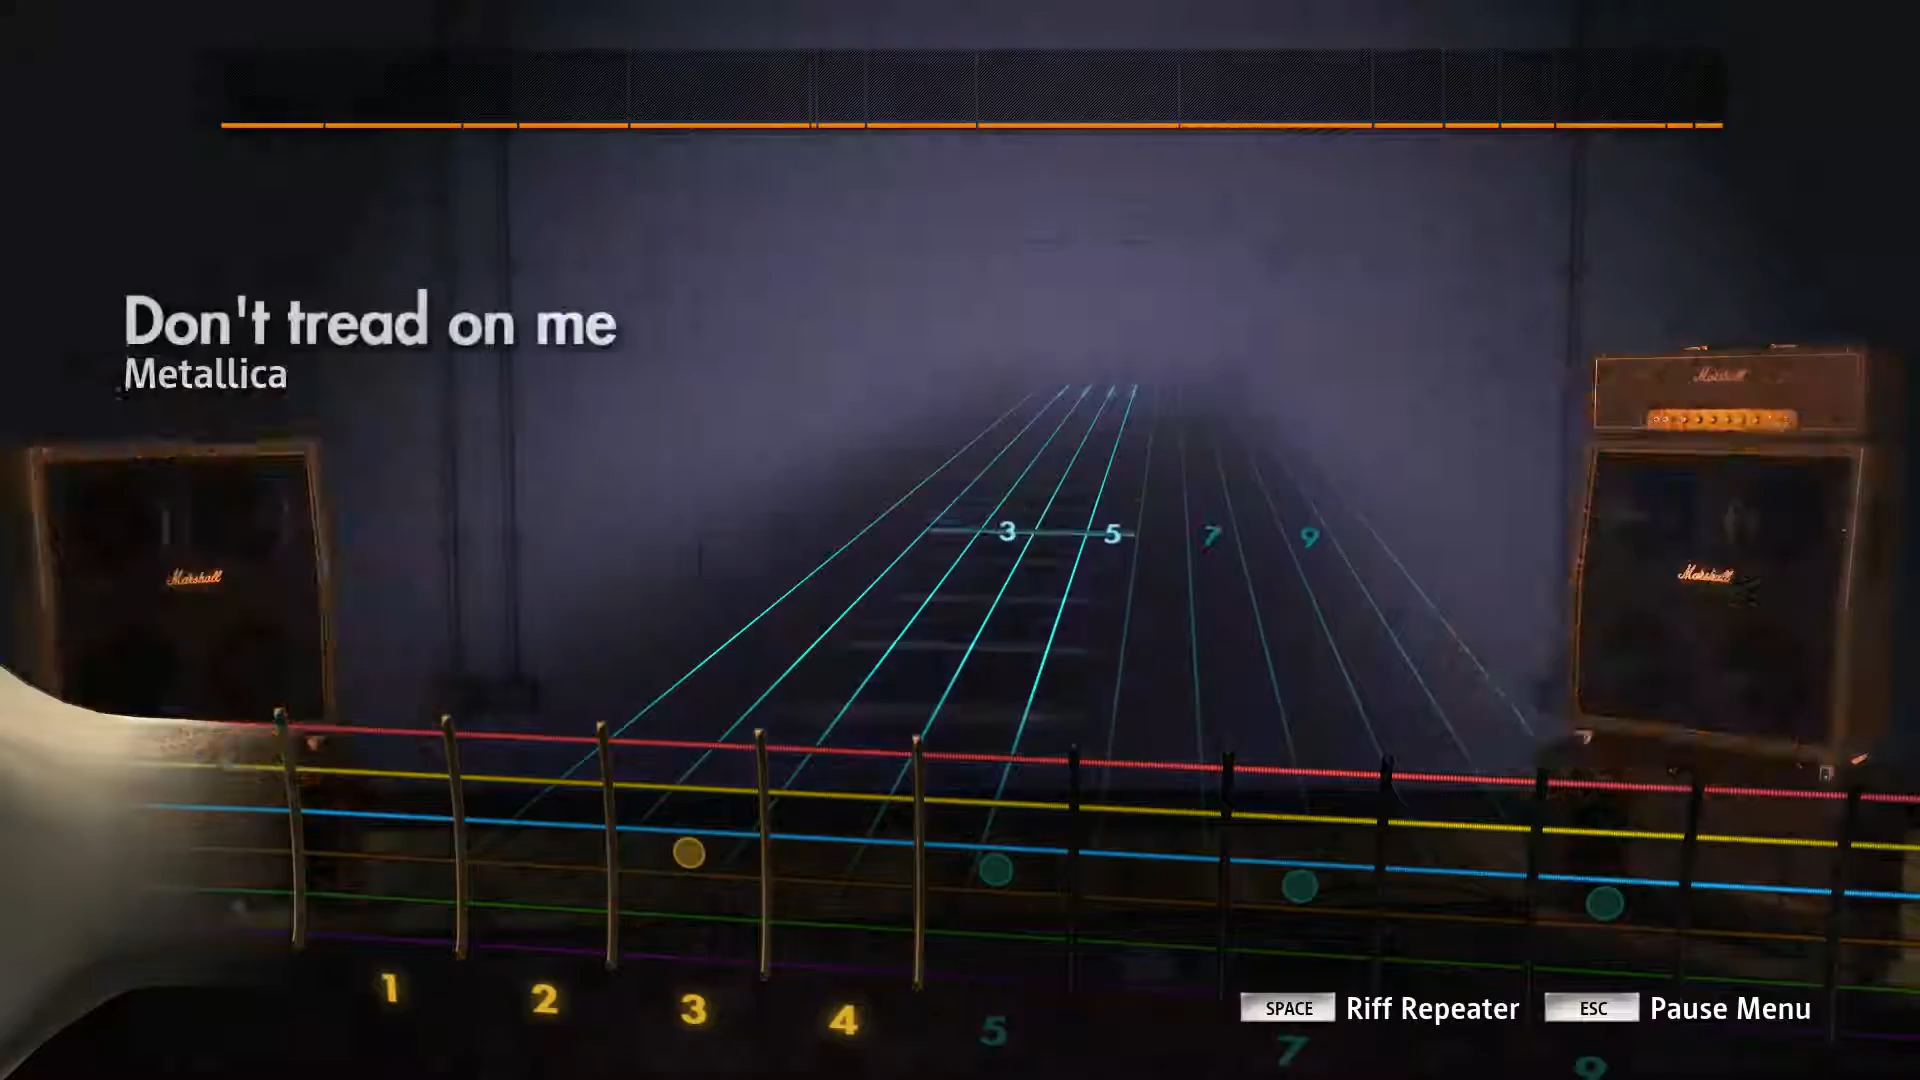 Don't tread on me
Metallica
Marshall
Marshall
Marshall
3 5 7 9
1 2 3 4 5 7 9
SPACE Riff Repeater ESC Pause Menu